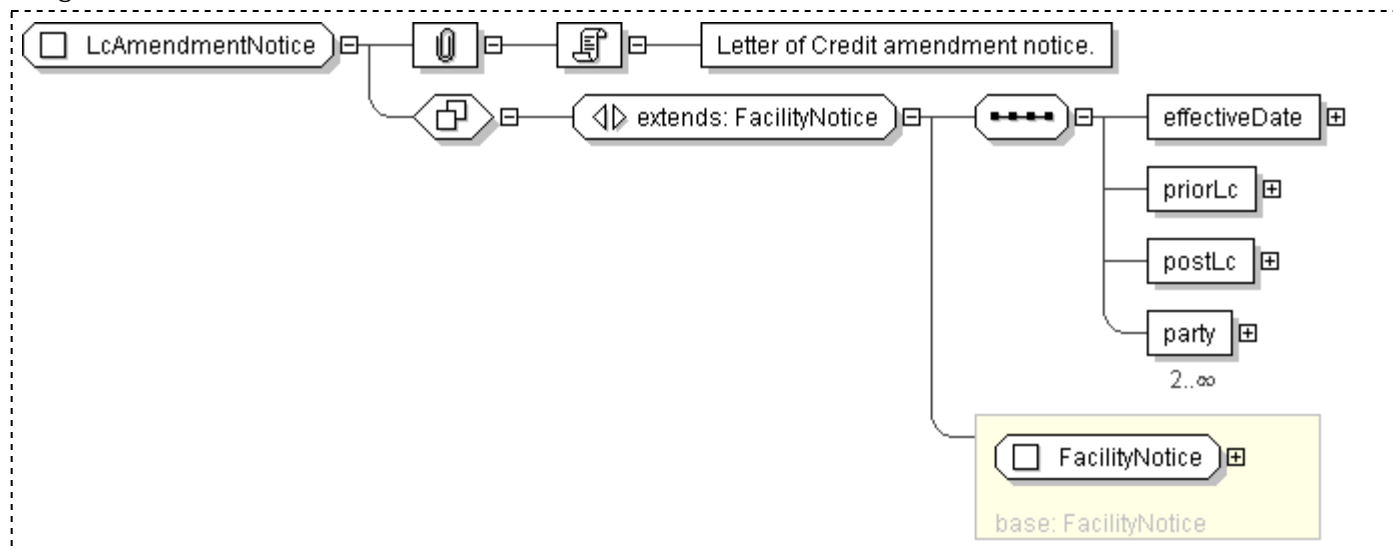 LcAmendmentNotice
Letter of Credit amendment notice.
extends: FacilityNotice
effectiveDate
priorLc
postLc
party
2..∞
FacilityNotice
base: FacilityNotice